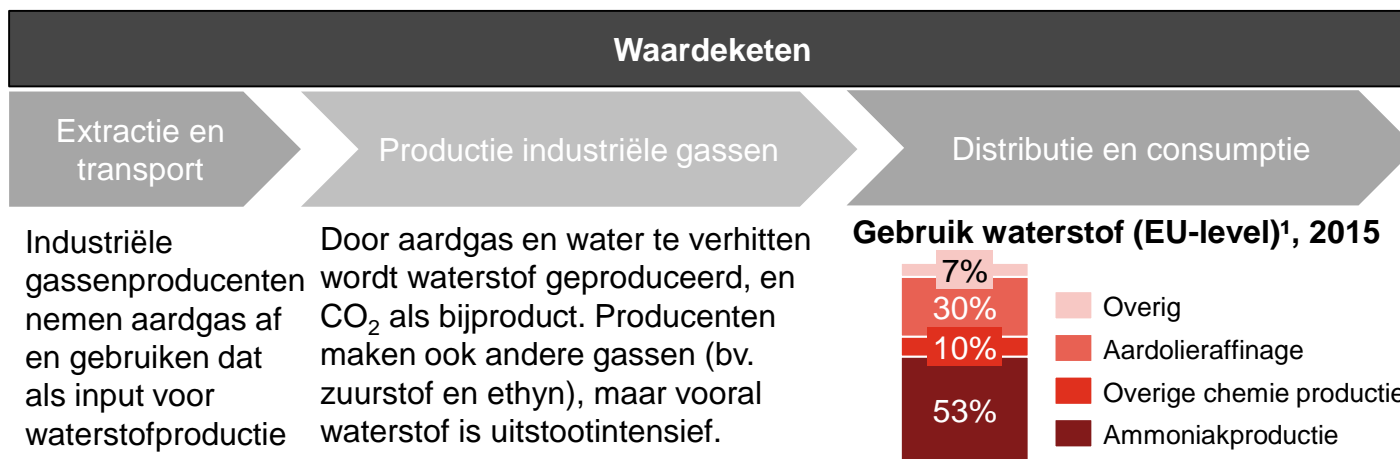 Waardeketen
Extractie en
transport
Productie industriële gassen
Distributie en consumptie
Industriële
gassenproducenten
nemen aardgas af
en gebruiken dat
als input voor
waterstofproductie
Door aardgas en water te verhitten
wordt waterstof geproduceerd, en
CO₂ als bijproduct. Producenten
maken ook andere gassen (bv.
zuurstof en ethyn), maar vooral
waterstof is uitstootintensief.
Gebruik waterstof (EU-level)¹, 2015
7%
30%
10%
53%
Overig
Aardolieraffinage
Overige chemie productie
Ammoniakproductie